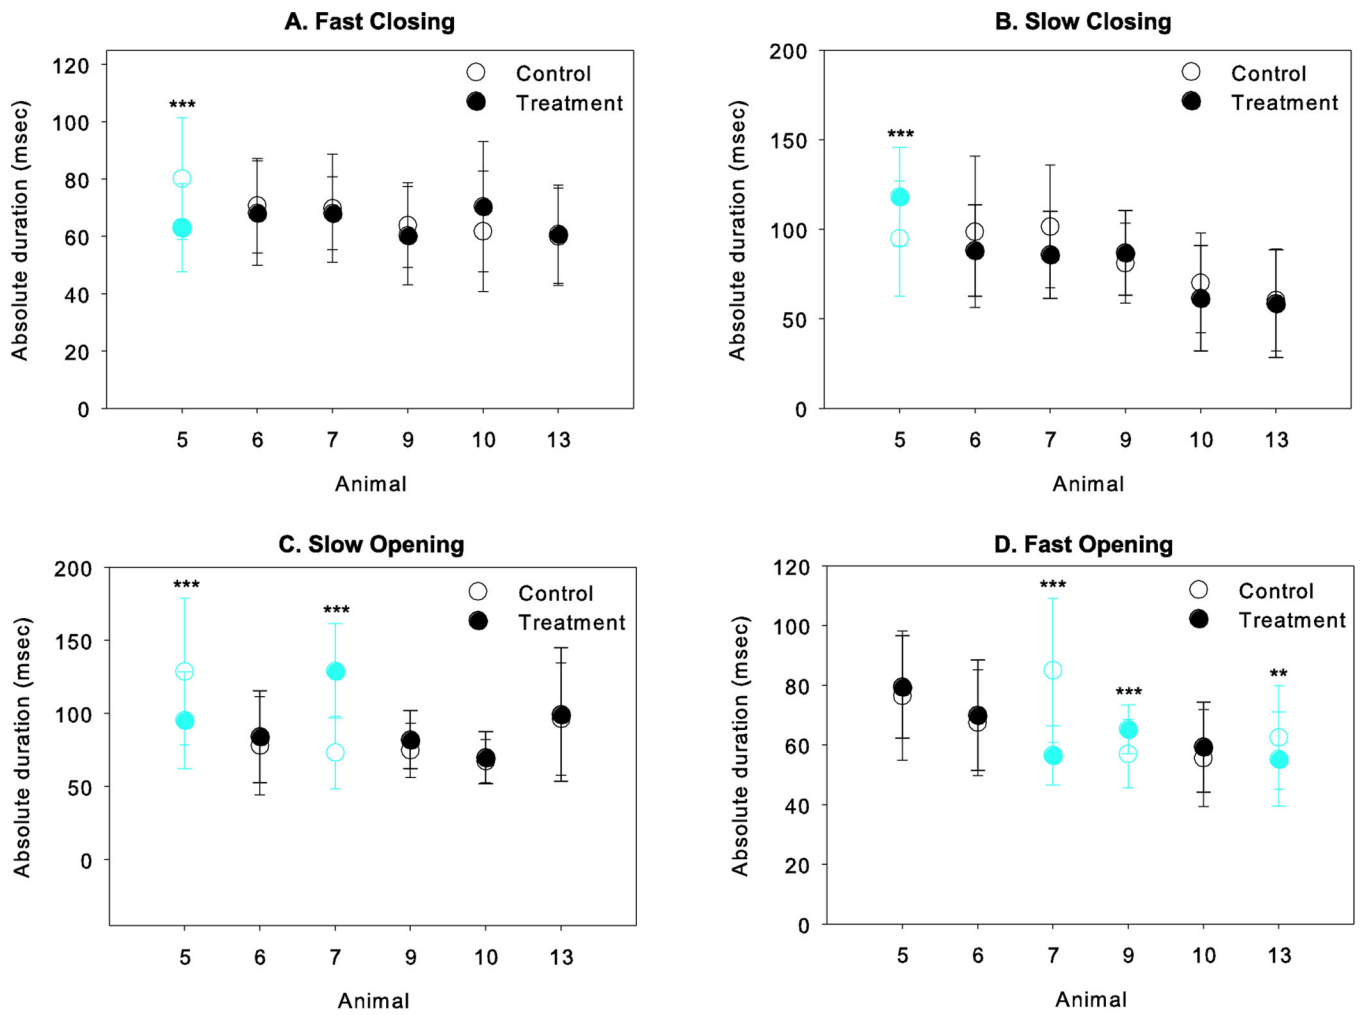 A. Fast Closing
Absolute duration (msec)
120
100
80
60
40
20
0
***
Control
Treatment
5 6 7 9 10 13
Animal
B. Slow Closing
Absolute duration (msec)
200
150
100
50
0
***
Control
Treatment
5 6 7 9 10 13
Animal
C. Slow Opening
Absolute duration (msec)
200
150
100
50
0
*** ***
Control
Treatment
5 6 7 9 10 13
Animal
D. Fast Opening
Absolute duration (msec)
120
100
80
60
40
20
0
*** *** **
Control
Treatment
5 6 7 9 10 13
Animal